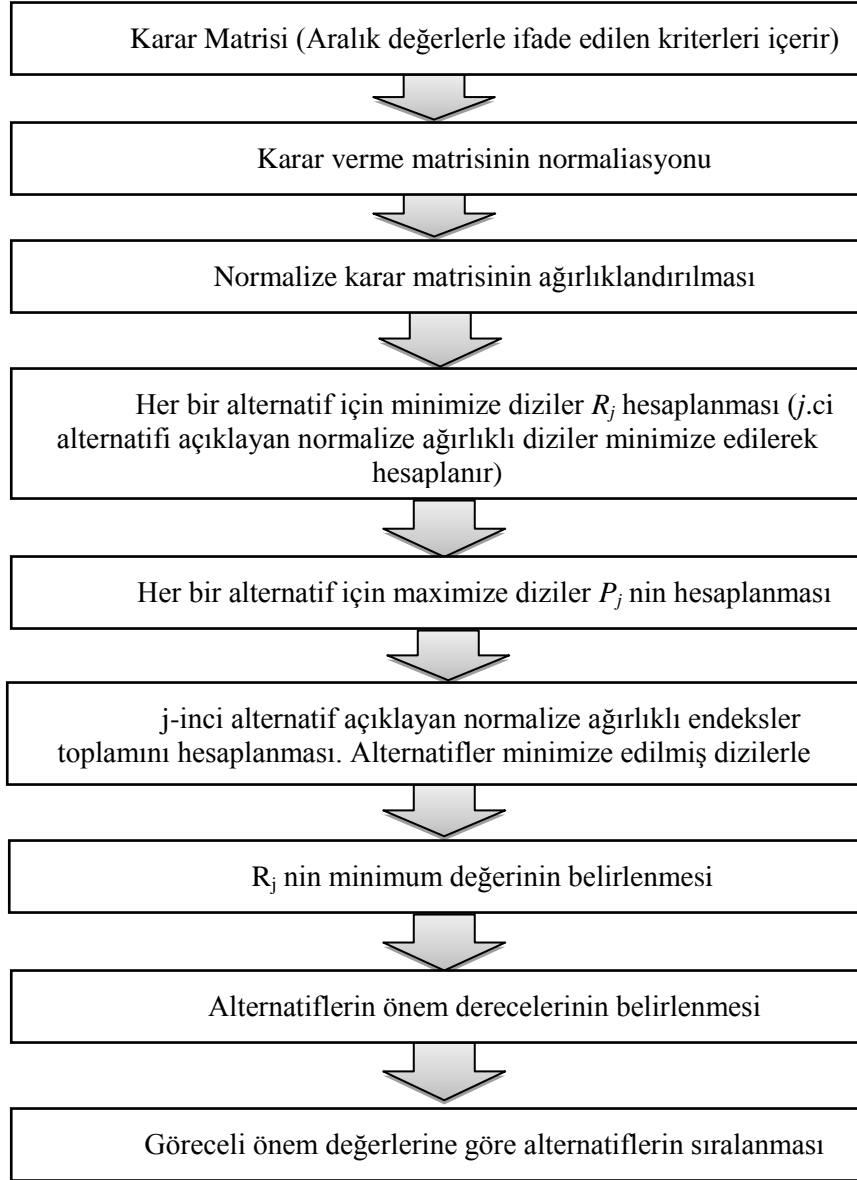 Karar Matrisi (Aralık değerlerle ifade edilen kriterleri içerir)
Karar verme matrisinin normaliasyonu
Normalize karar matrisinin ağırlıklandırılması
Her bir alternatif için minimize diziler Rj hesaplanması (j.ci
alternatifi açıklayan normalize ağırlıklı diziler minimize edilerek
hesaplanır)
Her bir alternatif için maximize diziler Pj nin hesaplanması
j-inci alternatif açıklayan normalize ağırlıklı endeksler
toplamını hesaplanması. Alternatifler minimize edilmiş dizilerle
Rj nin minimum değerinin belirlenmesi
Alternatiflerin önem derecelerinin belirlenmesi
Göreceli önem değerlerine göre alternatiflerin sıralanması